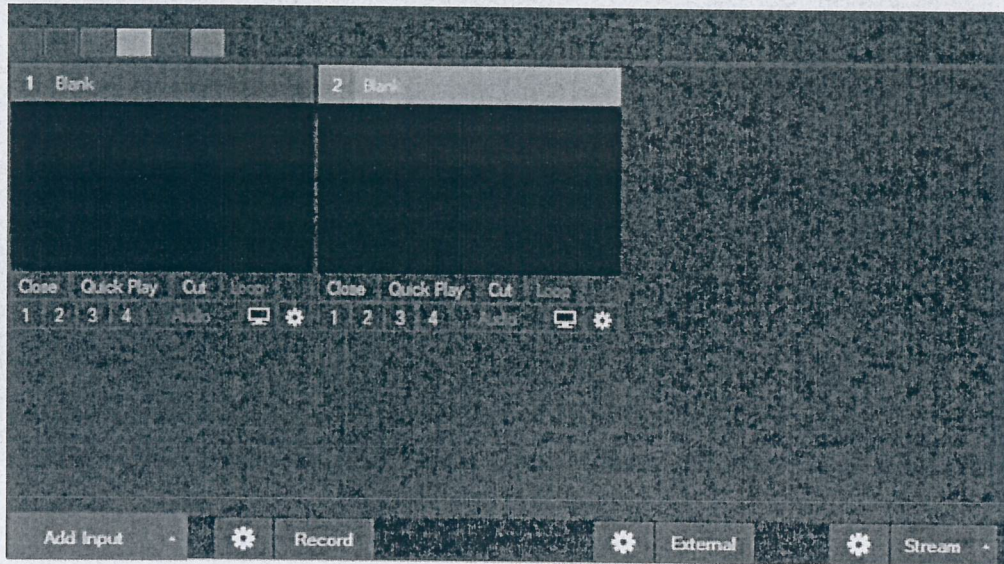 1 Blank
2 Blank
Close Quick Play Cut Loop
Close Quick Play Cut Loop
1 2 3 4 Audio
1 2 3 4 Audio
Add Input Record External Stream